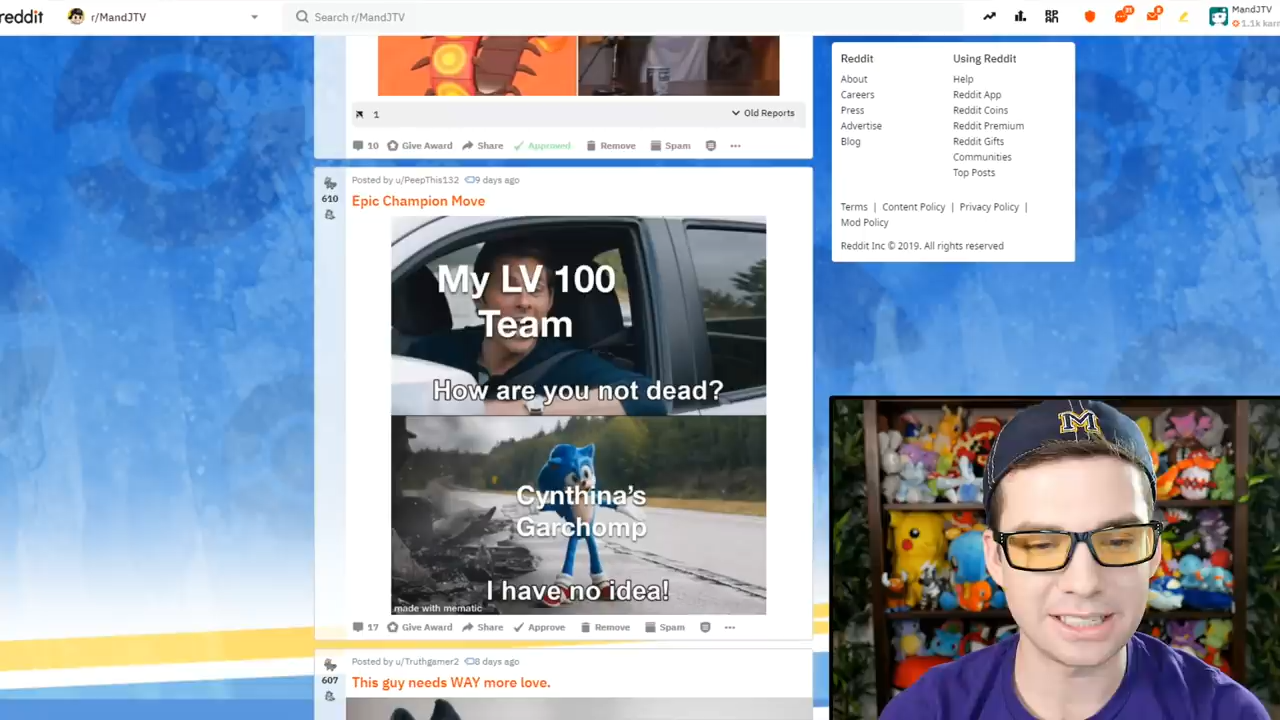 reddit
r/MandJTV
Search r/MandJTV
MandJTV
1.1k karm
1
Old Reports
10
Give Award
Share
Approved
Remove
Spam
Posted by u/PeepThis132
9 days ago
610
Epic Champion Move
My LV 100
Team
How are you not dead?
Cynthina's
Garchomp
I have no idea!
made with mematic
17
Give Award
Share
Approve
Remove
Spam
Posted by u/Truthgamer2
8 days ago
607
This guy needs WAY more love.
Reddit
Using Reddit
About
Help
Careers
Reddit App
Press
Reddit Coins
Advertise
Reddit Premium
Blog
Reddit Gifts
Communities
Top Posts
Terms | Content Policy | Privacy Policy |
Mod Policy
Reddit Inc © 2019. All rights reserved
M